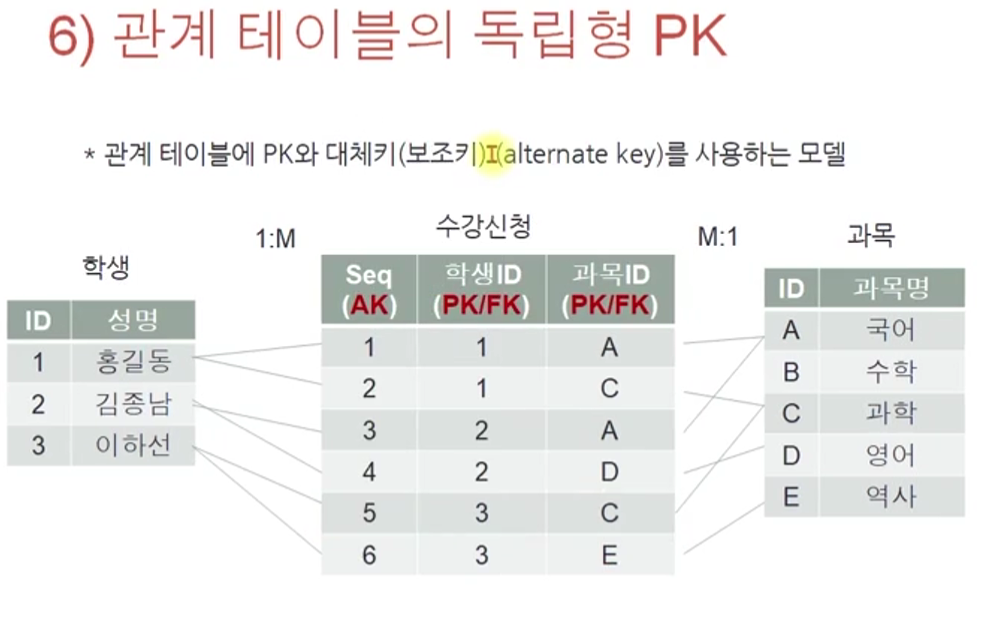 6) 관계 테이블의 독립형 PK
* 관계 테이블에 PK와 대체키(보조키)(alternate key)를 사용하는 모델
학생
ID 성명
1 홍길동
2 김종남
3 이하선
1:M
수강신청
Seq (AK) 학생ID (PK/FK) 과목ID (PK/FK)
1 1 A
2 1 C
3 2 A
4 2 D
5 3 C
6 3 E
M:1
과목
ID 과목명
A 국어
B 수학
C 과학
D 영어
E 역사